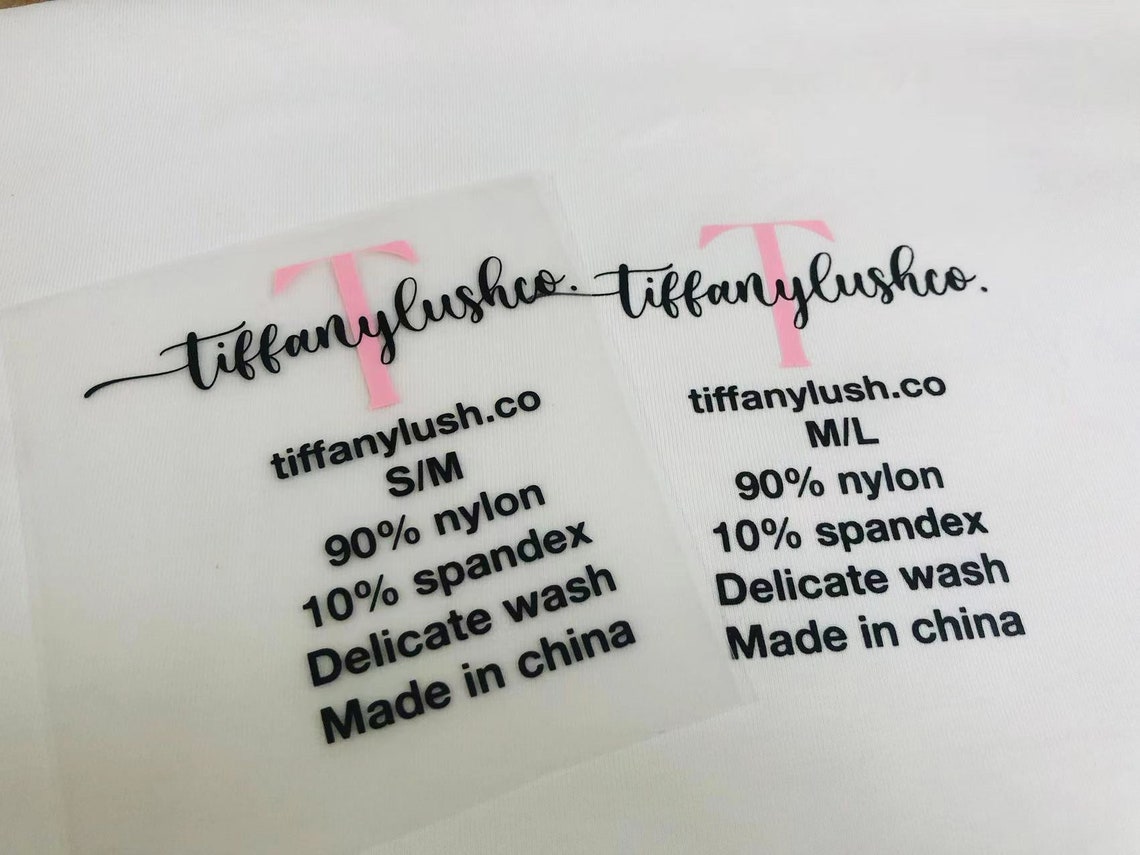 T
tiffanylushco.
tiffanylush.co
S/M
90% nylon
10% spandex
Delicate wash
Made in china
T
tiffanylushco.
tiffanylush.co
M/L
90% nylon
10% spandex
Delicate wash
Made in china